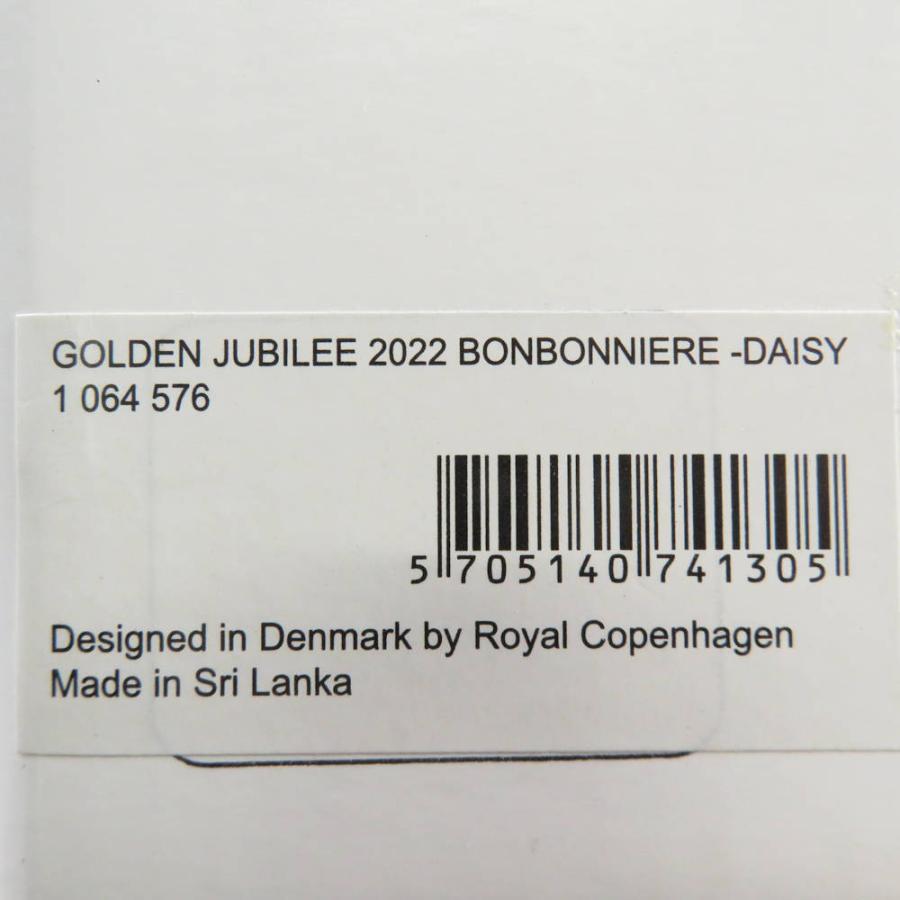 GOLDEN JUBILEE 2022 BONBONNIERE -DAISY
1 064 576
5 705140 741305
Designed in Denmark by Royal Copenhagen
Made in Sri Lanka